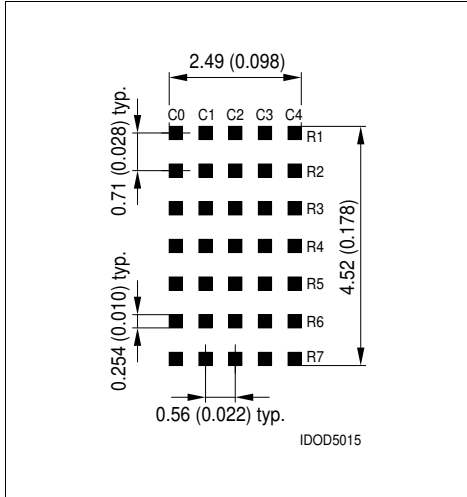 2.49 (0.098)
C0 C1 C2 C3 C4
0.71 (0.028) typ.
R1
R2
R3
R4
4.52 (0.178)
R5
0.254 (0.010) typ.
R6
R7
0.56 (0.022) typ.
IDOD5015